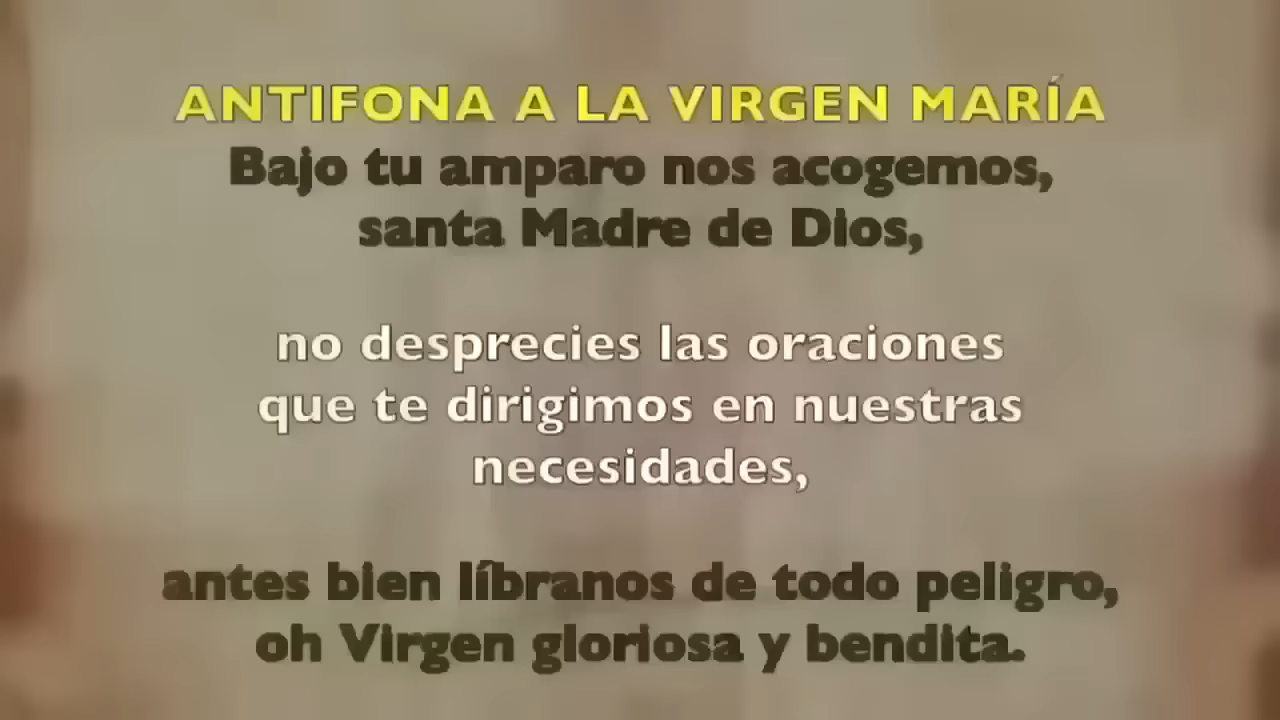 ANTIFONA A LA VIRGEN MARÍA
Bajo tu amparo nos acogemos,
santa Madre de Dios,
no desprecies las oraciones
que te dirigimos en nuestras
necesidades,
antes bien líbranos de todo peligro,
oh Virgen gloriosa y bendita.